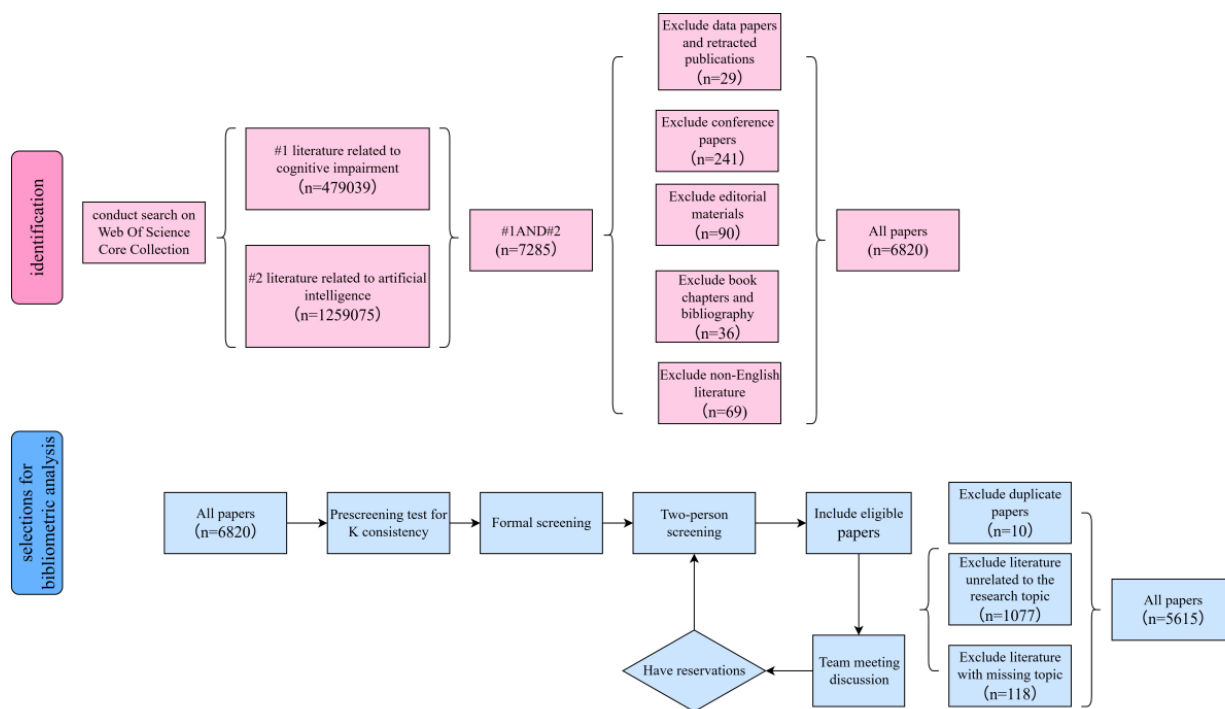 identification
conduct search on
Web Of Science
Core Collection
#1 literature related to
cognitive impairment
(n=479039)
#2 literature related to artificial
intelligence
(n=1259075)
#1AND#2
(n=7285)
Exclude data papers
and retracted
publications
(n=29)
Exclude conference
papers
(n=241)
Exclude editorial
materials
(n=90)
Exclude book
chapters and
bibliography
(n=36)
Exclude non-English
literature
(n=69)
All papers
(n=6820)
selections for
bibliometric analysis
All papers
(n=6820)
Prescreening test for
K consistency
Formal screening
Two-person
screening
Include eligible
papers
Team meeting
discussion
Have reservations
Exclude duplicate
papers
(n=10)
Exclude literature
unrelated to the
research topic
(n=1077)
Exclude literature
with missing topic
(n=118)
All papers
(n=5615)